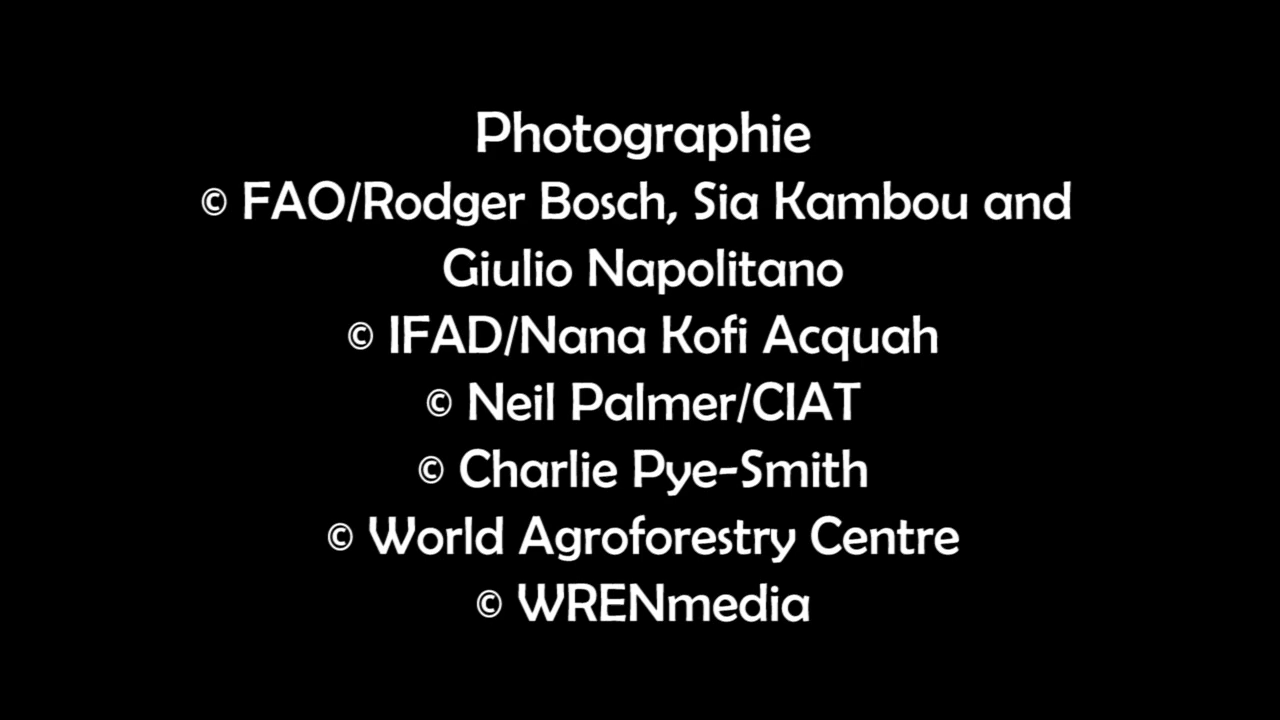 Photographie
© FAO/Rodger Bosch, Sia Kambou and
Giulio Napolitano
© IFAD/Nana Kofi Acquah
© Neil Palmer/CIAT
© Charlie Pye-Smith
© World Agroforestry Centre
© WRENmedia